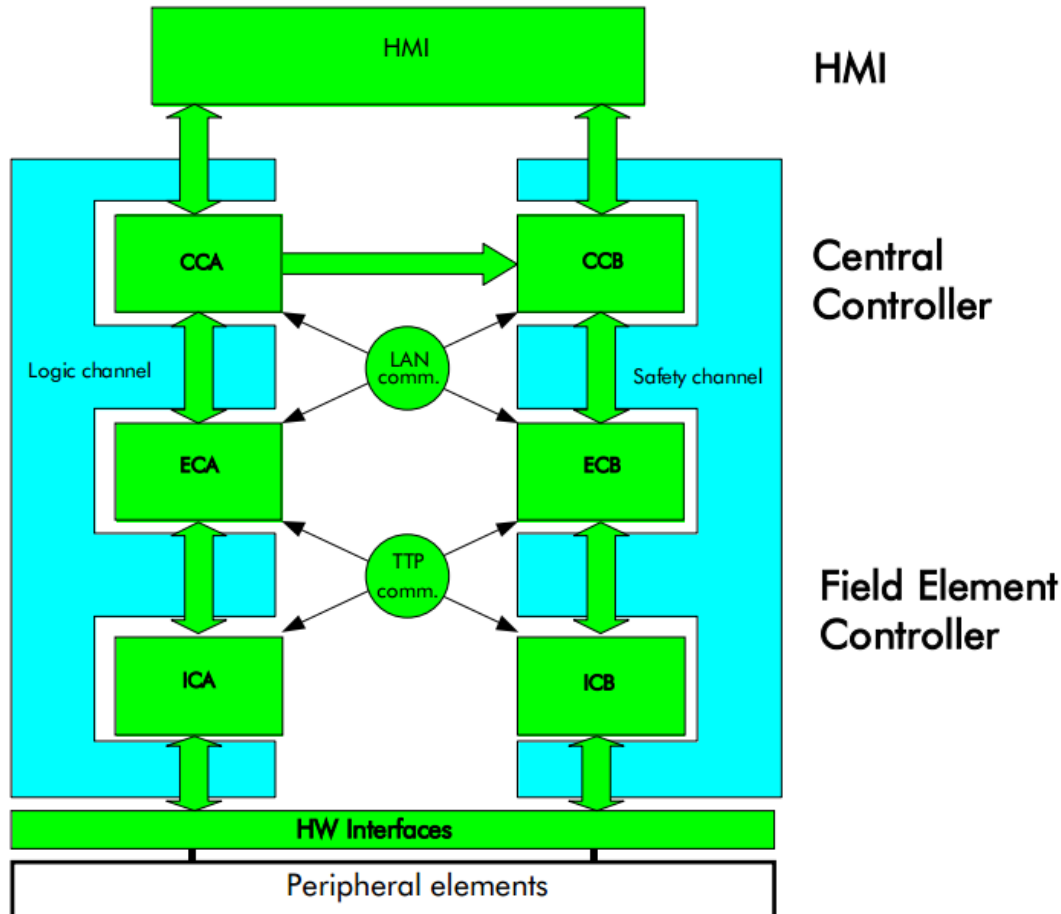 HMI
HMI
CCA
CCB
Central
Controller
LAN
comm.
Logic channel
Safety channel
ECA
ECB
TTP
comm.
Field Element
Controller
ICA
ICB
HW Interfaces
Peripheral elements